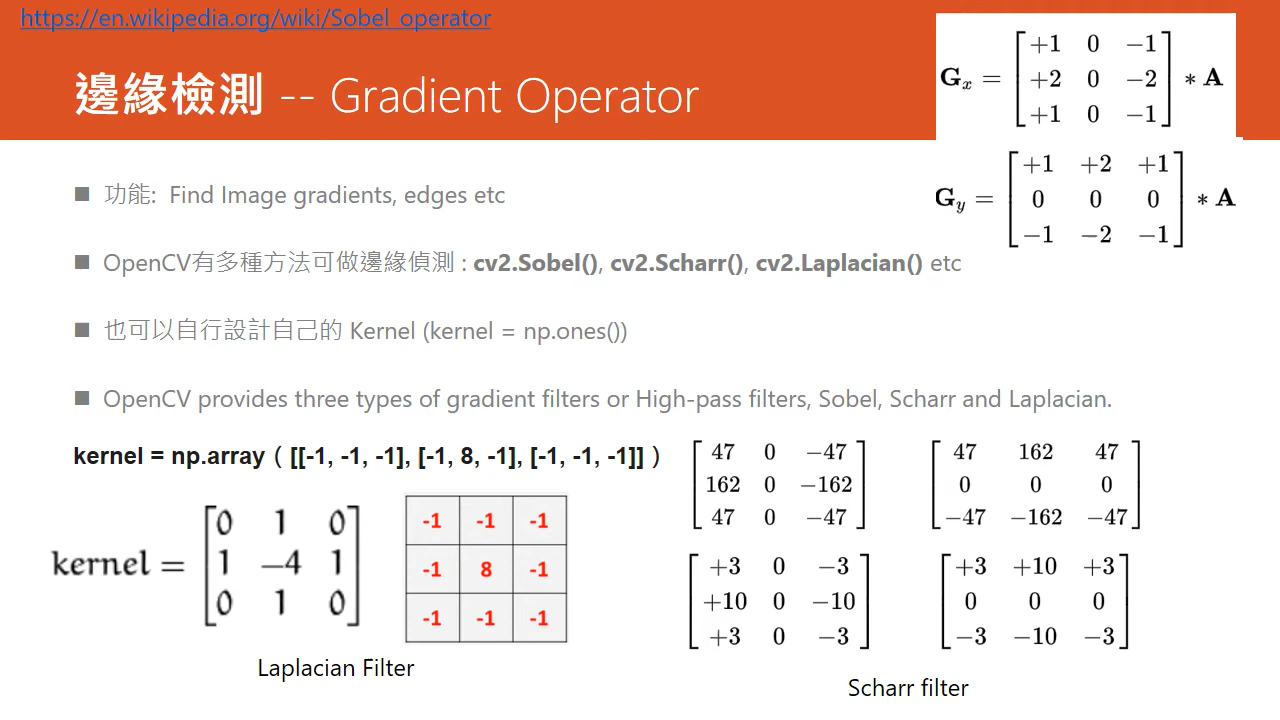 https://en.wikipedia.org/wiki/Sobel_operator
邊緣檢測 -- Gradient Operator
G_x = [ +1 0 −1
+2 0 −2
+1 0 −1 ] * A
G_y = [ +1 +2 +1
0 0 0
−1 −2 −1 ] * A
■ 功能: Find Image gradients, edges etc
■ OpenCV有多種方法可做邊緣偵測 : cv2.Sobel(), cv2.Scharr(), cv2.Laplacian() etc
■ 也可以自行設計自己的 Kernel (kernel = np.ones())
■ OpenCV provides three types of gradient filters or High-pass filters, Sobel, Scharr and Laplacian.
kernel = np.array ( [[-1, -1, -1], [-1, 8, -1], [-1, -1, -1]] )
kernel = [ 0 1 0
1 −4 1
0 1 0 ]
-1 -1 -1
-1 8 -1
-1 -1 -1
Laplacian Filter
[ 47 0 −47
162 0 −162
47 0 −47 ]
[ 47 162 47
0 0 0
−47 −162 −47 ]
[ +3 0 −3
+10 0 −10
+3 0 −3 ]
[ +3 +10 +3
0 0 0
−3 −10 −3 ]
Scharr filter